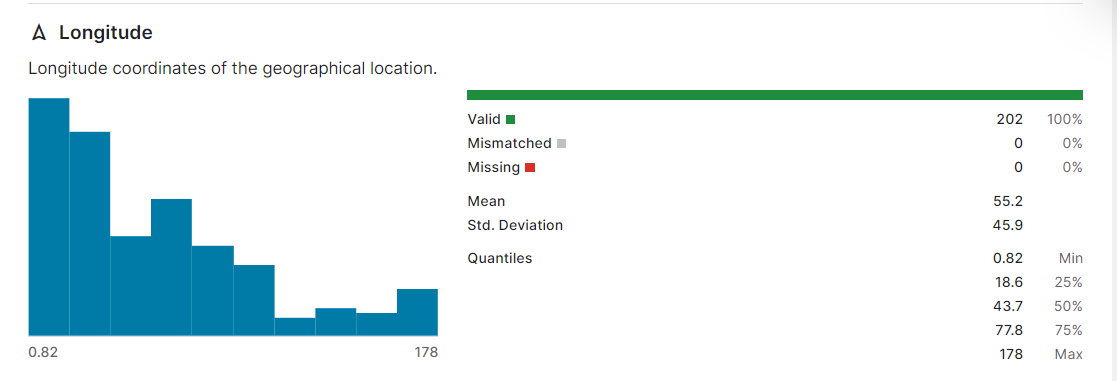 Longitude
Longitude coordinates of the geographical location.
0.82 178
Valid 202 100%
Mismatched 0 0%
Missing 0 0%
Mean 55.2
Std. Deviation 45.9
Quantiles 0.82 Min
18.6 25%
43.7 50%
77.8 75%
178 Max